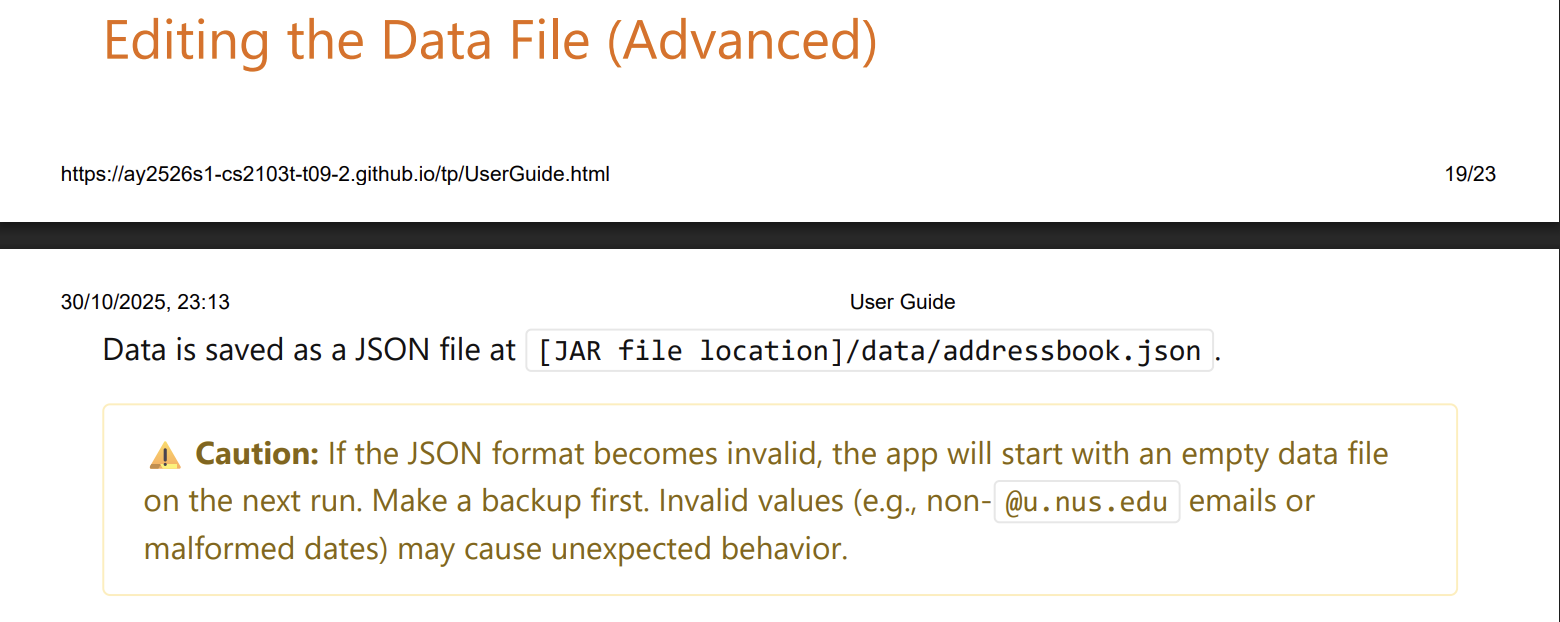 Editing the Data File (Advanced)
https://ay2526s1-cs2103t-t09-2.github.io/tp/UserGuide.html 19/23
30/10/2025, 23:13 User Guide
Data is saved as a JSON file at [JAR file location]/data/addressbook.json.
⚠️ Caution: If the JSON format becomes invalid, the app will start with an empty data file
on the next run. Make a backup first. Invalid values (e.g., non-@u.nus.edu emails or
malformed dates) may cause unexpected behavior.